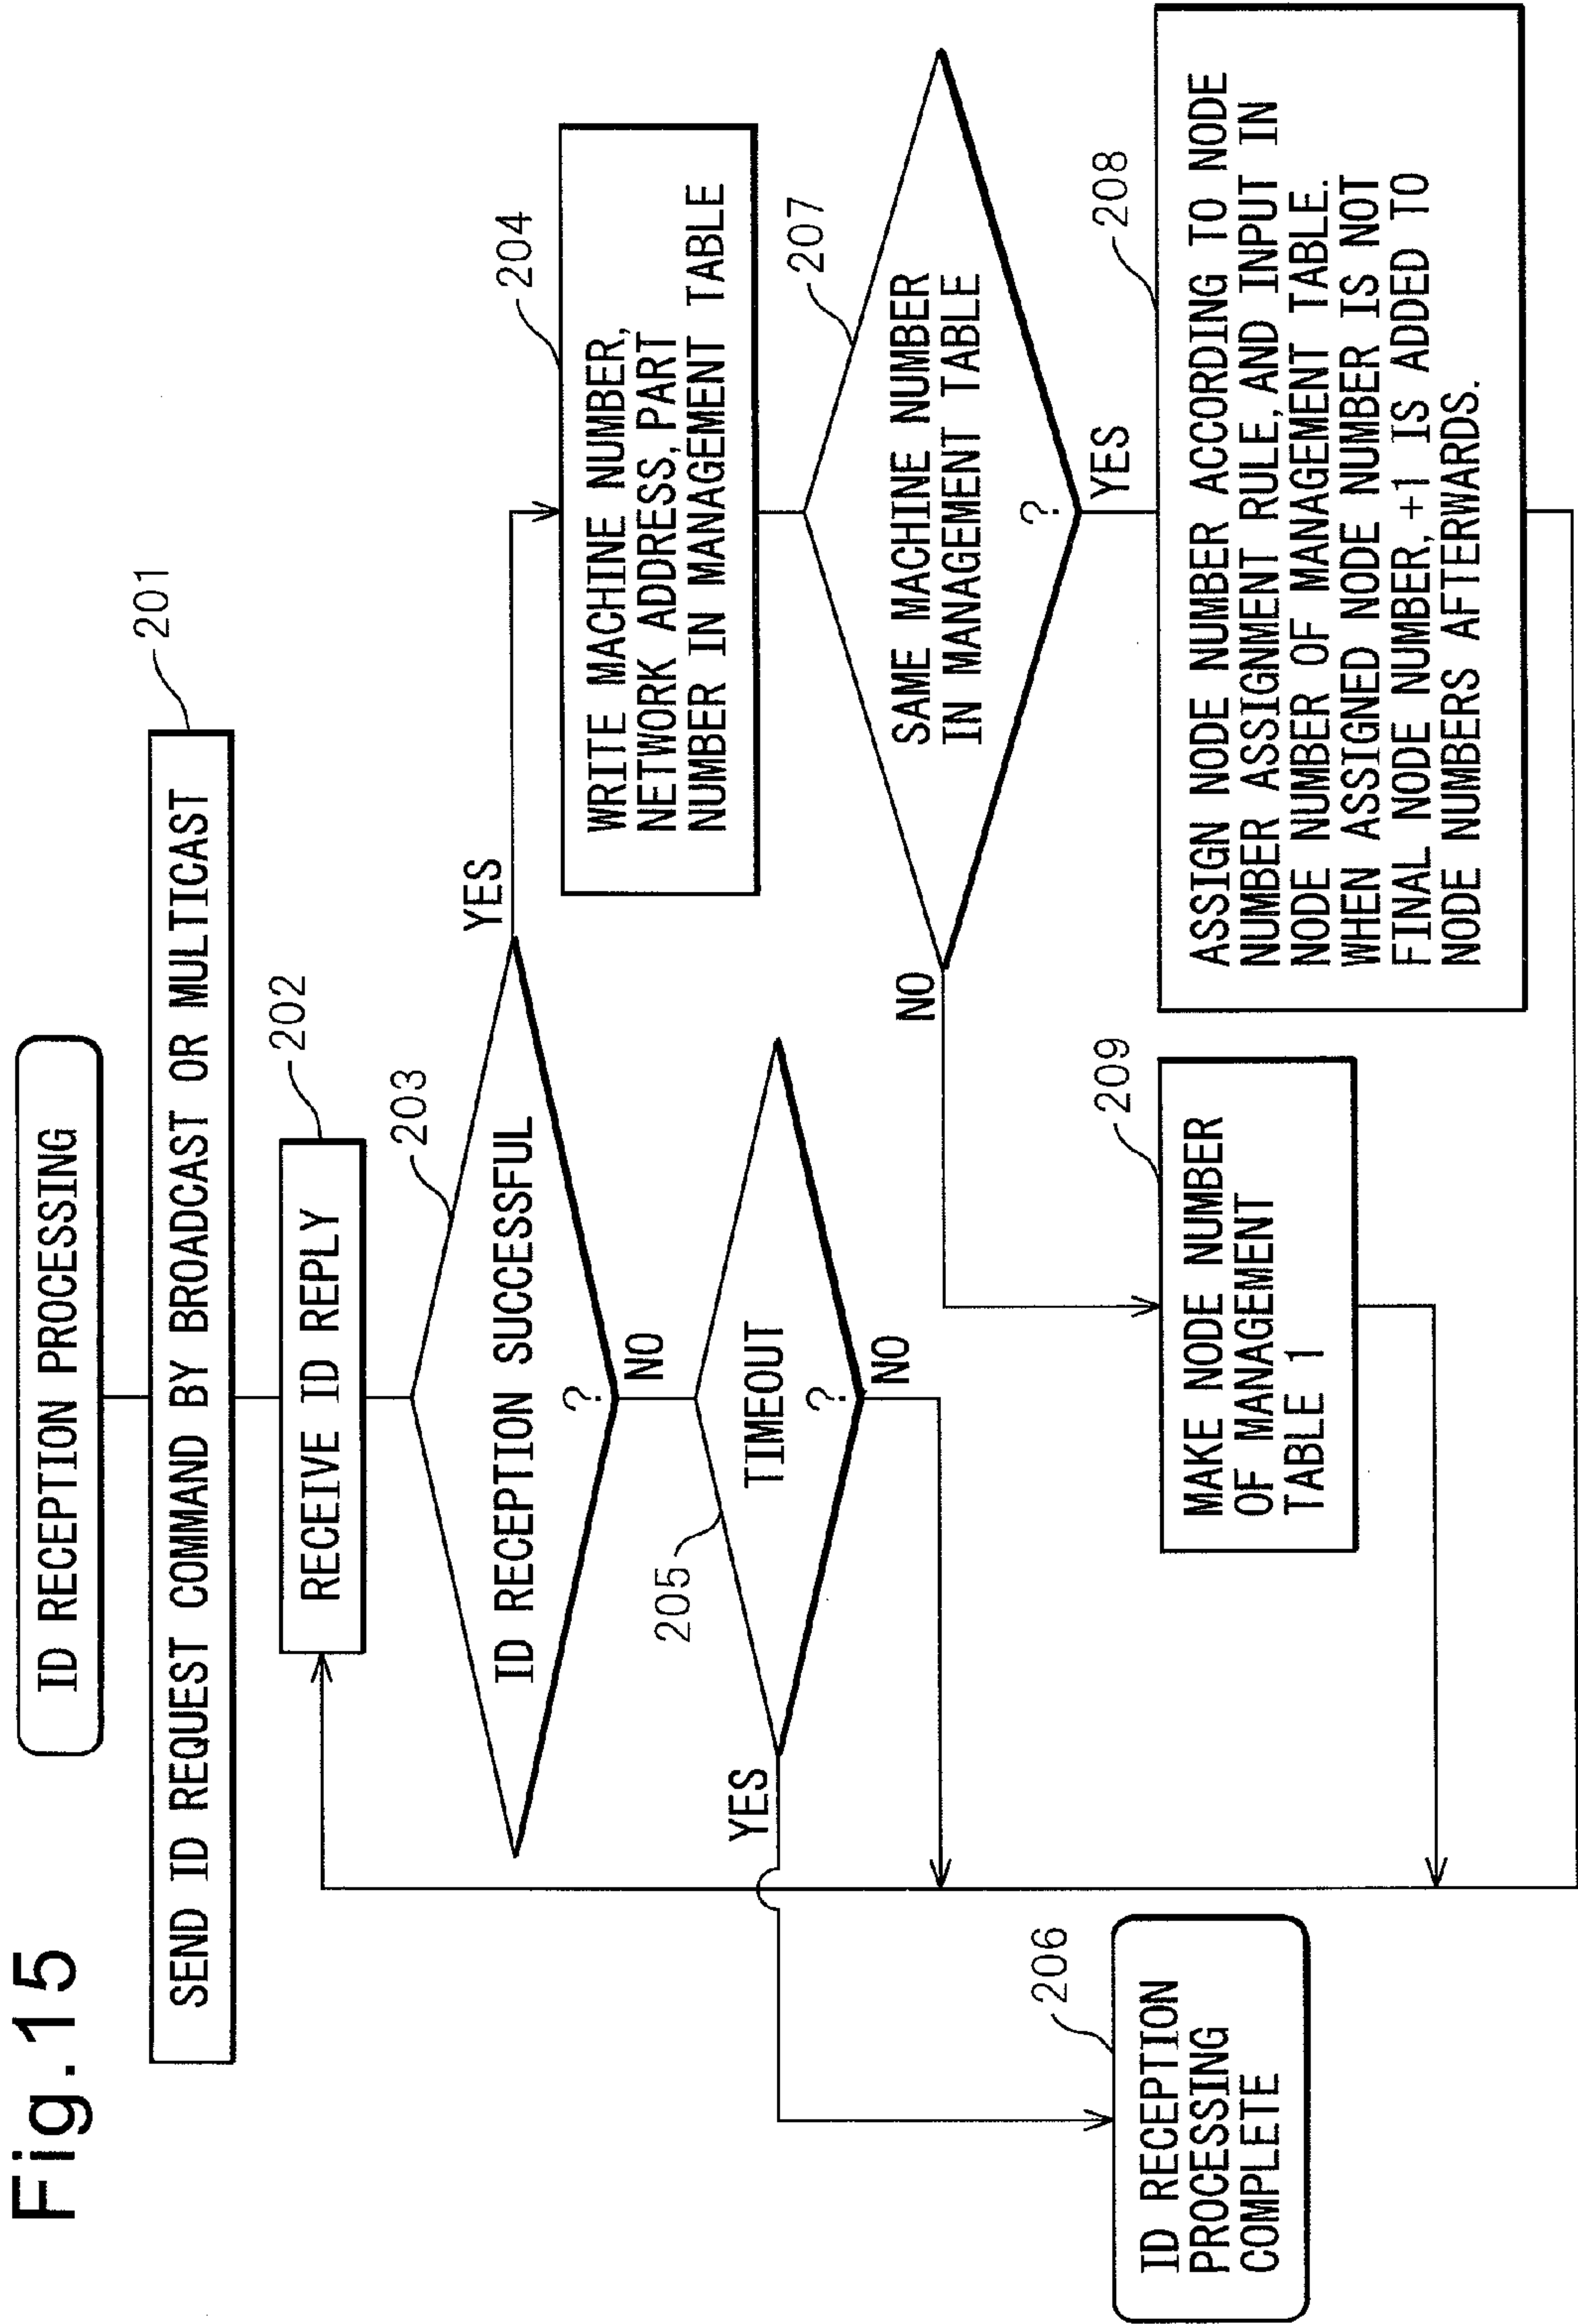 Fig.15
ID RECEPTION PROCESSING
201
SEND ID REQUEST COMMAND BY BROADCAST OR MULTICAST
202
RECEIVE ID REPLY
203
ID RECEPTION SUCCESSFUL
?
YES
NO
204
WRITE MACHINE NUMBER,
NETWORK ADDRESS, PART
NUMBER IN MANAGEMENT TABLE
205
TIMEOUT
?
YES
NO
207
SAME MACHINE NUMBER
IN MANAGEMENT TABLE
?
NO
YES
206
ID RECEPTION
PROCESSING
COMPLETE
209
MAKE NODE NUMBER
OF MANAGEMENT
TABLE 1
208
ASSIGN NODE NUMBER ACCORDING TO NODE
NUMBER ASSIGNMENT RULE, AND INPUT IN
NODE NUMBER OF MANAGEMENT TABLE.
WHEN ASSIGNED NODE NUMBER IS NOT
FINAL NODE NUMBER, +1 IS ADDED TO
NODE NUMBERS AFTERWARDS.